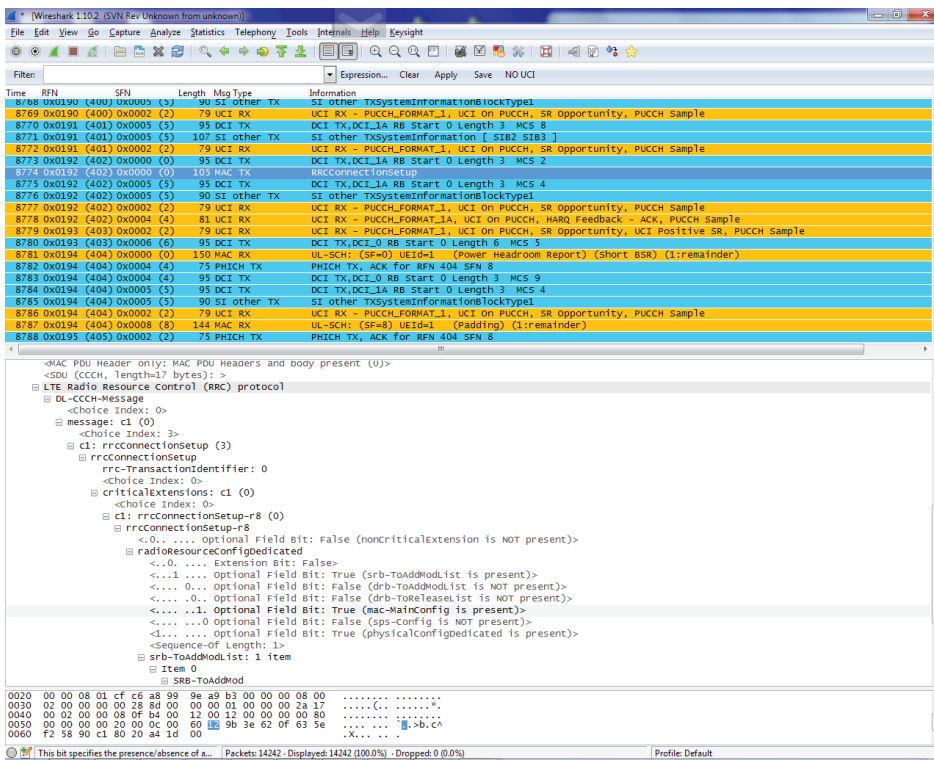 [Wireshark 1.10.2 (SVN Rev Unknown from unknown)]
File Edit View Go Capture Analyze Statistics Telephony Tools Internals Help Keysight
Filter: Expression... Clear Apply Save NO UCI
Time RFN SFN Length Msg Type Information
8768 0x0190 (400) 0x0005 (5) 90 SI other TX SI other TXSystemInformationBlockType1
8769 0x0190 (400) 0x0002 (2) 79 UCI RX UCI RX - PUCCH_FORMAT_1, UCI on PUCCH, SR Opportunity, PUCCH Sample
8770 0x0191 (401) 0x0005 (5) 95 DCI TX DCI TX,DCI_1A RB Start 0 Length 3 MCS 8
8771 0x0191 (401) 0x0005 (5) 107 SI other TX SI other TXSystemInformation [ SIB2 SIB3 ]
8772 0x0191 (401) 0x0002 (2) 79 UCI RX UCI RX - PUCCH_FORMAT_1, UCI on PUCCH, SR Opportunity, PUCCH Sample
8773 0x0192 (402) 0x0000 (0) 95 DCI TX DCI TX,DCI_1A RB Start 0 Length 3 MCS 2
8774 0x0192 (402) 0x0000 (0) 105 MAC TX RRCConnectionSetup
8775 0x0192 (402) 0x0005 (5) 95 DCI TX DCI TX,DCI_1A RB Start 0 Length 3 MCS 4
8776 0x0192 (402) 0x0005 (5) 90 SI other TX SI other TXSystemInformationBlockType1
8777 0x0192 (402) 0x0002 (2) 79 UCI RX UCI RX - PUCCH_FORMAT_1, UCI on PUCCH, SR Opportunity, PUCCH Sample
8778 0x0192 (402) 0x0004 (4) 81 UCI RX UCI RX - PUCCH_FORMAT_1A, UCI on PUCCH, HARQ Feedback - ACK, PUCCH Sample
8779 0x0193 (403) 0x0002 (2) 79 UCI RX UCI RX - PUCCH_FORMAT_1, UCI on PUCCH, SR Opportunity, UCI Positive SR, PUCCH Sample
8780 0x0193 (403) 0x0006 (6) 95 DCI TX DCI TX,DCI_0 RB Start 0 Length 6 MCS 5
8781 0x0194 (404) 0x0000 (0) 150 MAC RX UL-SCH: (SF=0) UEId=1 (Power Headroom Report) (Short BSR) (1:remainder)
8782 0x0194 (404) 0x0004 (4) 75 PHICH TX PHICH TX, ACK for RFN 404 SFN 8
8783 0x0194 (404) 0x0004 (4) 95 DCI TX DCI TX,DCI_0 RB Start 0 Length 3 MCS 9
8784 0x0194 (404) 0x0005 (5) 95 DCI TX DCI TX,DCI_1A RB Start 0 Length 3 MCS 4
8785 0x0194 (404) 0x0005 (5) 90 SI other TX SI other TXSystemInformationBlockType1
8786 0x0194 (404) 0x0002 (2) 79 UCI RX UCI RX - PUCCH_FORMAT_1, UCI on PUCCH, SR Opportunity, PUCCH Sample
8787 0x0194 (404) 0x0008 (8) 144 MAC RX UL-SCH: (SF=8) UEId=1 (Padding) (1:remainder)
8788 0x0195 (405) 0x0002 (2) 75 PHICH TX PHICH TX, ACK for RFN 404 SFN 8
<MAC PDU Header only: MAC PDU Headers and body present (0)>
<SDU (CCCH, length=17 bytes): >
LTE Radio Resource Control (RRC) protocol
DL-CCCH-Message
<Choice Index: 0>
message: c1 (0)
<Choice Index: 3>
c1: rrcConnectionSetup (3)
rrcConnectionSetup
rrc-TransactionIdentifier: 0
<Choice Index: 0>
criticalExtensions: c1 (0)
<Choice Index: 0>
c1: rrcConnectionSetup-r8 (0)
rrcConnectionSetup-r8
<.0.. .... Optional Field Bit: False (nonCriticalExtension is NOT present)>
radioResourceConfigDedicated
<..0. .... Extension Bit: False>
<...1 .... Optional Field Bit: True (srb-ToAddModList is present)>
<.... 0... Optional Field Bit: False (drb-ToAddModList is NOT present)>
<.... .0.. Optional Field Bit: False (drb-ToReleaseList is NOT present)>
<.... ..1. Optional Field Bit: True (mac-MainConfig is present)>
<.... ...0 Optional Field Bit: False (sps-Config is NOT present)>
<1... .... Optional Field Bit: True (physicalConfigDedicated is present)>
<Sequence-Of Length: 1>
srb-ToAddModList: 1 item
Item 0
SRB-ToAddMod
0020 00 00 08 01 cf c6 a8 99 9e a9 b3 00 00 00 08 00 ........ ........
0030 02 00 00 00 00 28 8d 00 00 00 01 00 00 00 2a 17 .....(.. ......*.
0040 00 02 00 00 08 0f b4 00 12 00 12 00 00 00 00 80 ........ ........
0050 00 00 00 00 20 00 0c 00 60 12 9b 3e 62 0f 63 5e .... ... `..>b.c^
0060 f2 58 90 c1 80 20 a4 1d 00 .X... .. .
This bit specifies the presence/absence of a... Packets: 14242 · Displayed: 14242 (100.0%) · Dropped: 0 (0.0%) Profile: Default